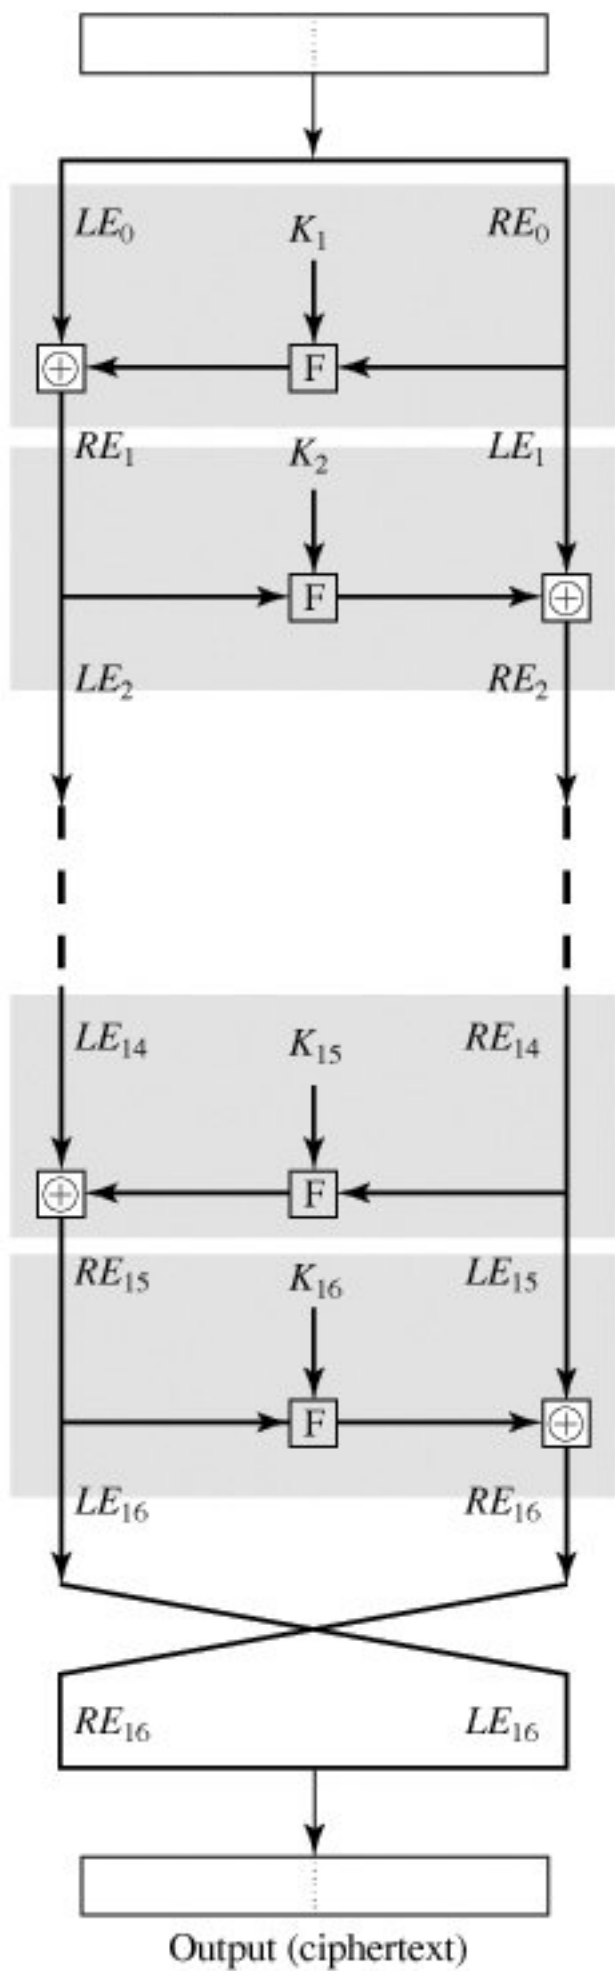 LE₀ K₁ RE₀
⊕ F
RE₁ K₂ LE₁
F ⊕
LE₂ RE₂
LE₁₄ K₁₅ RE₁₄
⊕ F
RE₁₅ K₁₆ LE₁₅
F ⊕
LE₁₆ RE₁₆
RE₁₆ LE₁₆
Output (ciphertext)